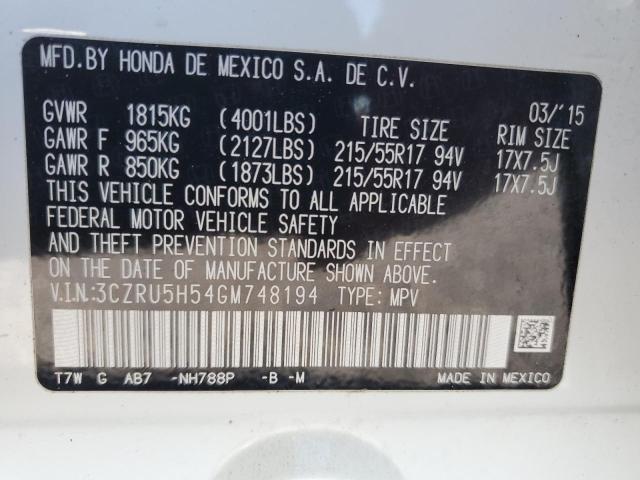 MFD.BY HONDA DE MEXICO S.A. DE C.V.
03/'15
GVWR 1815KG (4001LBS) TIRE SIZE RIM SIZE
GAWR F 965KG (2127LBS) 215/55R17 94V 17X7.5J
GAWR R 850KG (1873LBS) 215/55R17 94V 17X7.5J
THIS VEHICLE CONFORMS TO ALL APPLICABLE
FEDERAL MOTOR VEHICLE SAFETY
AND THEFT PREVENTION STANDARDS IN EFFECT
ON THE DATE OF MANUFACTURE SHOWN ABOVE.
V.I.N.:3CZRU5H54GM748194 TYPE: MPV
T7W G AB7 -NH788P -B -M MADE IN MEXICO